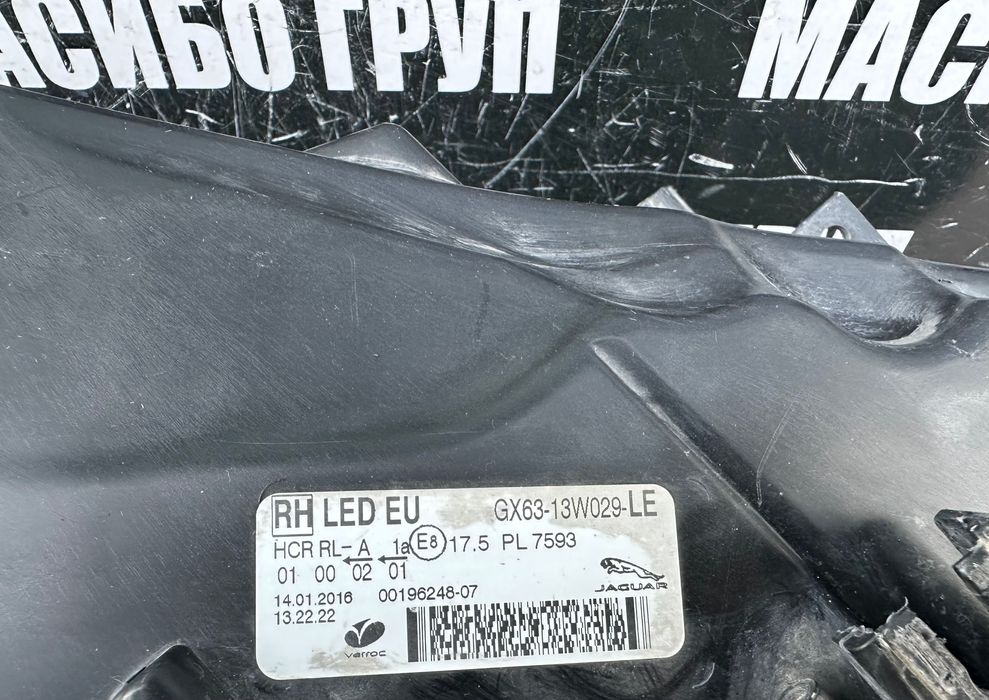 АСИБО ГРУП
МАС
RH LED EU GX63-13W029-LE
HCR RL- A 1a E8 17.5 PL 7593
01 00 02 01
JAGUAR
14.01.2016 00196248-07
13.22.22
varroc